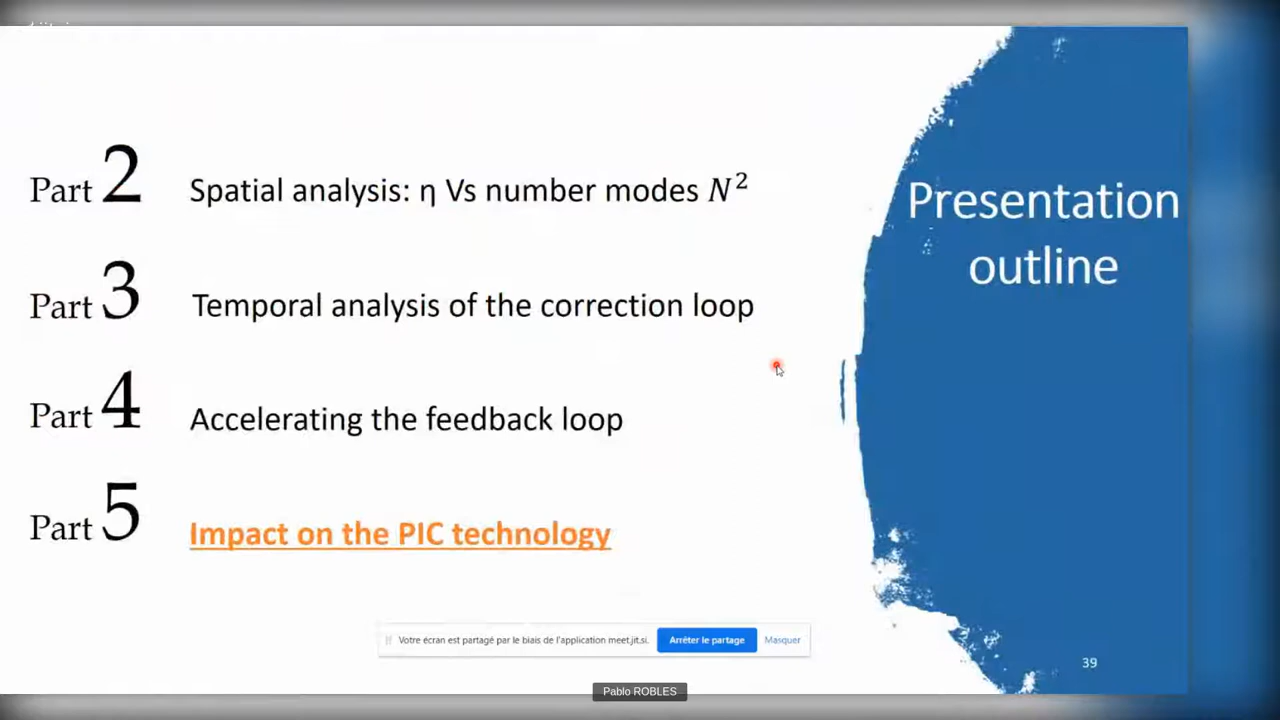 Part 2 Spatial analysis: η Vs number modes N²
Part 3 Temporal analysis of the correction loop
Part 4 Accelerating the feedback loop
Part 5 Impact on the PIC technology
Presentation
outline
Votre écran est partagé par le biais de l'application meet.jit.si. Arrêter le partage Masquer
39
Pablo ROBLES